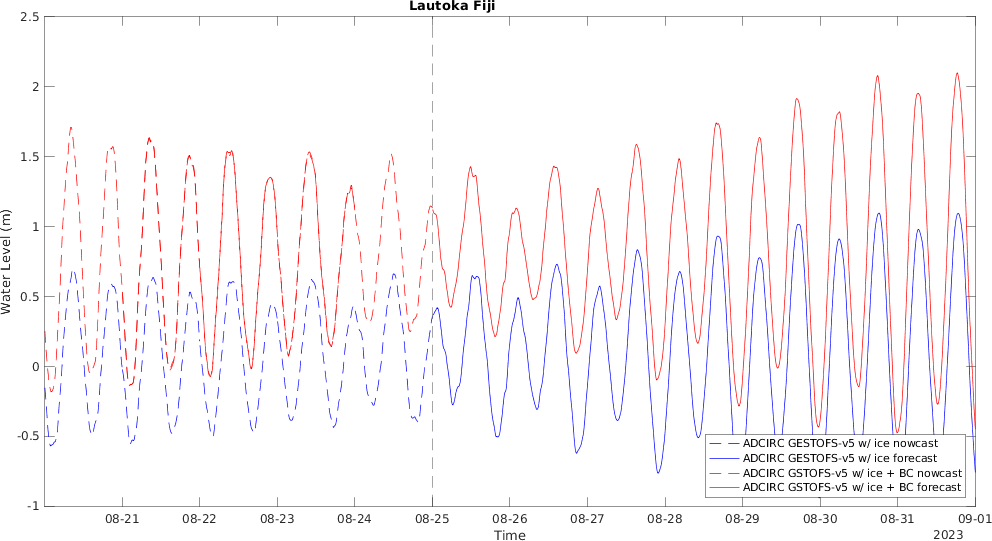 Lautoka Fiji
2.5
2
1.5
1
0.5
0
-0.5
-1
Water Level (m)
ADCIRC GESTOFS-v5 w/ ice nowcast
ADCIRC GESTOFS-v5 w/ ice forecast
ADCIRC GSTOFS-v5 w/ ice + BC nowcast
ADCIRC GSTOFS-v5 w/ ice + BC forecast
08-21 08-22 08-23 08-24 08-25 08-26 08-27 08-28 08-29 08-30 08-31 09-01
Time
2023